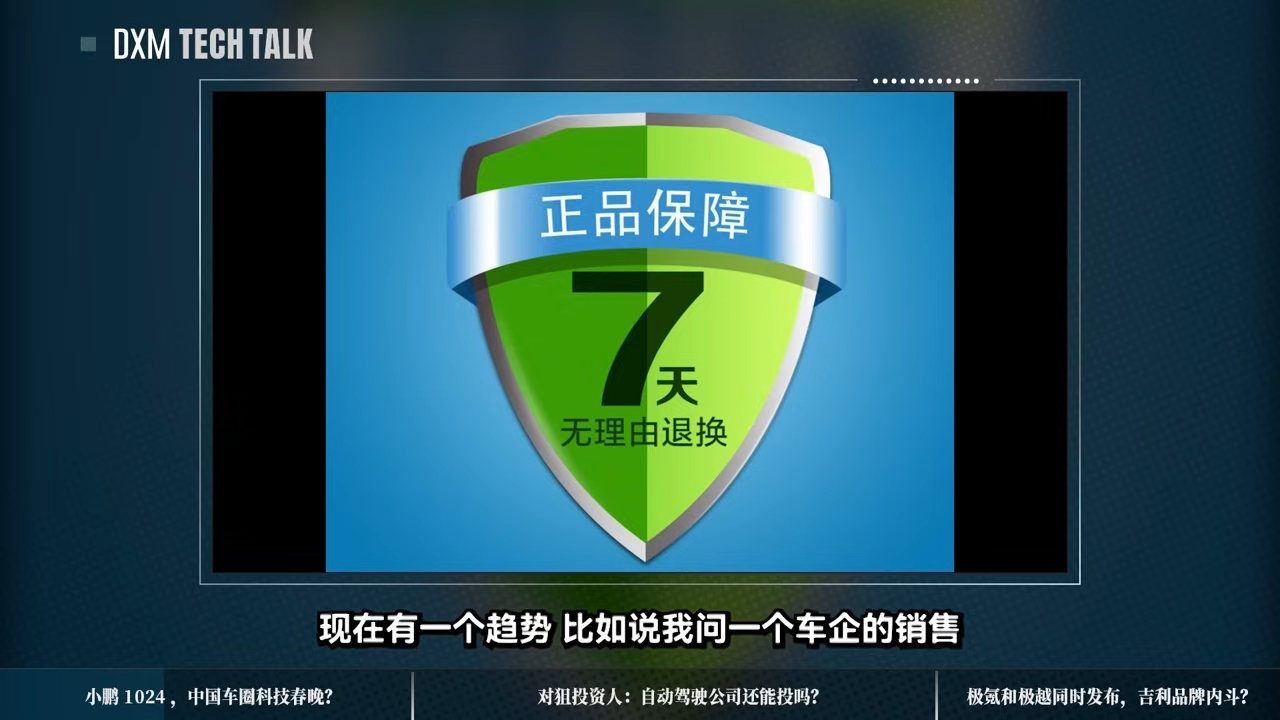 DXM TECH TALK
正品保障
7天
无理由退换
现在有一个趋势 比如说我问一个车企的销售
小鹏 1024，中国车圈科技春晚？
对狙投资人：自动驾驶公司还能投吗？
极氪和极越同时发布，吉利品牌内斗？